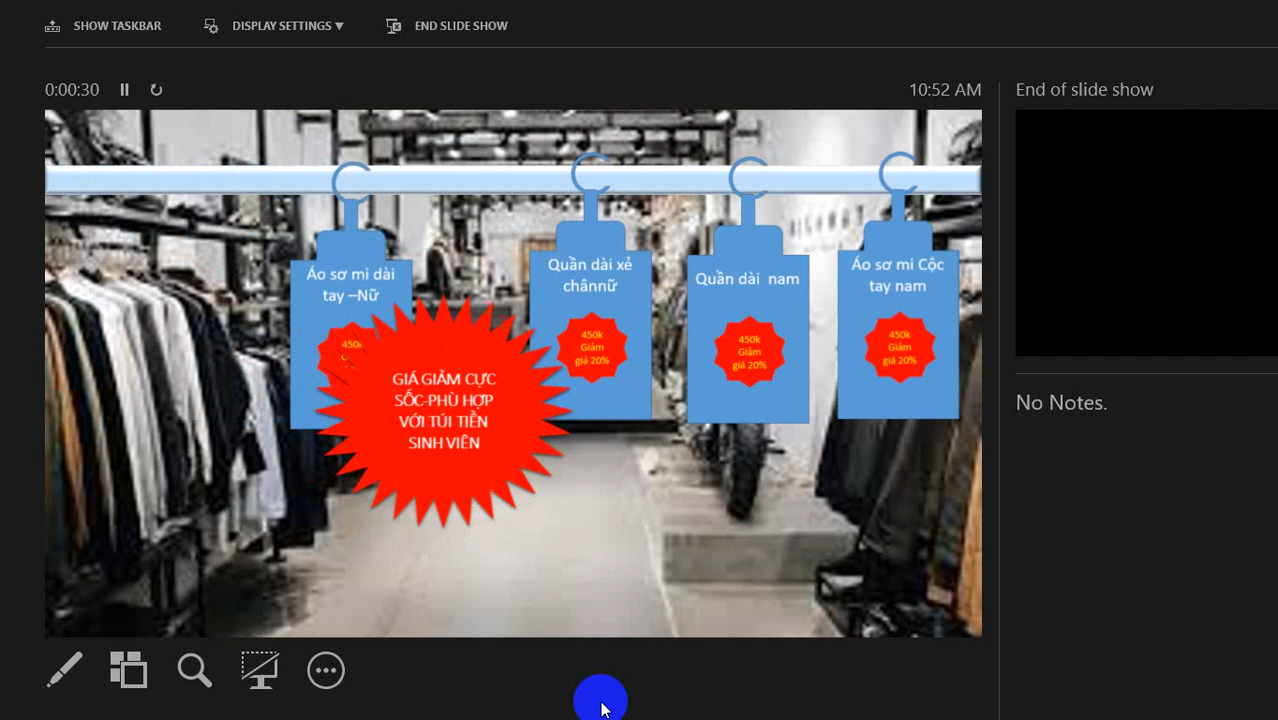 SHOW TASKBAR
DISPLAY SETTINGS ▼
END SLIDE SHOW
0:00:30
10:52 AM
End of slide show
Áo sơ mi dài
tay –Nữ
450k
Quần dài xẻ
chânnữ
450k
Giảm
giá 20%
Quần dài nam
450k
Giảm
giá 20%
Áo sơ mi Cộc
tay nam
450k
Giảm
giá 20%
GIÁ GIẢM CỰC
SỐC-PHÙ HỢP
VỚI TÚI TIỀN
SINH VIÊN
No Notes.